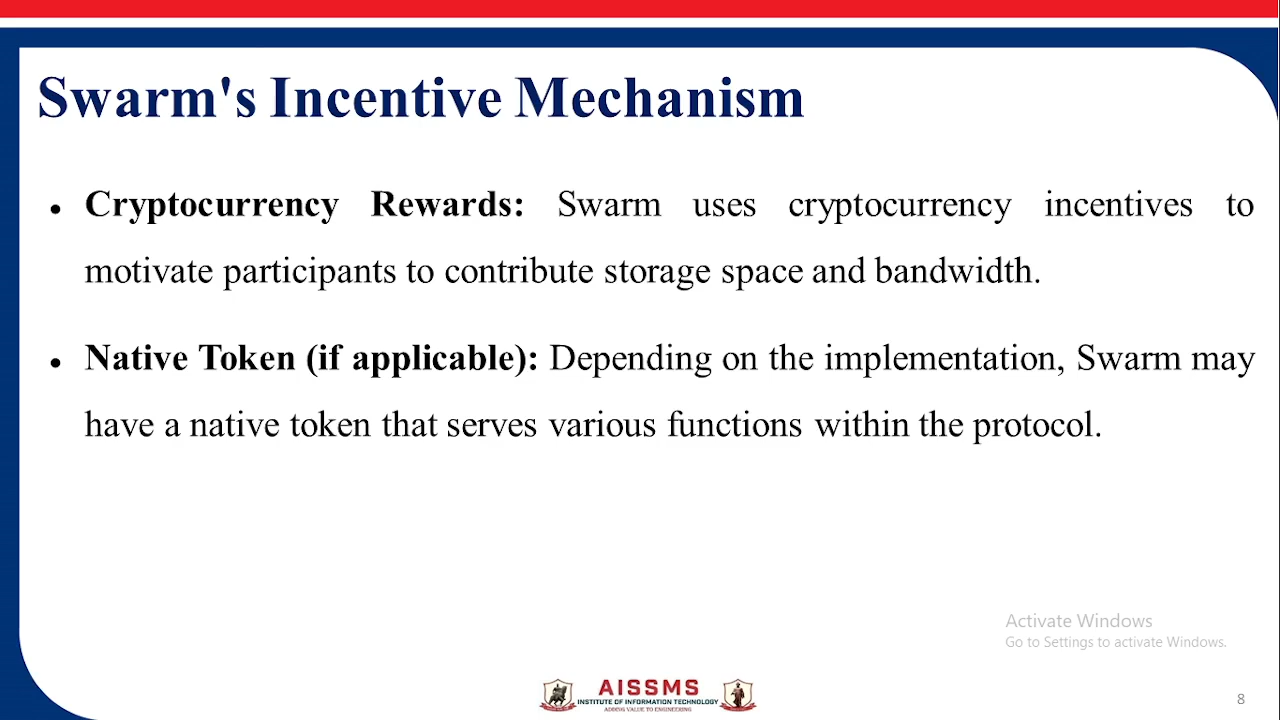 Swarm's Incentive Mechanism
• Cryptocurrency Rewards: Swarm uses cryptocurrency incentives to
motivate participants to contribute storage space and bandwidth.
• Native Token (if applicable): Depending on the implementation, Swarm may
have a native token that serves various functions within the protocol.
Activate Windows
Go to Settings to activate Windows.
AISSMS
INSTITUTE OF INFORMATION TECHNOLOGY
ADDING VALUE TO ENGINEERING
8